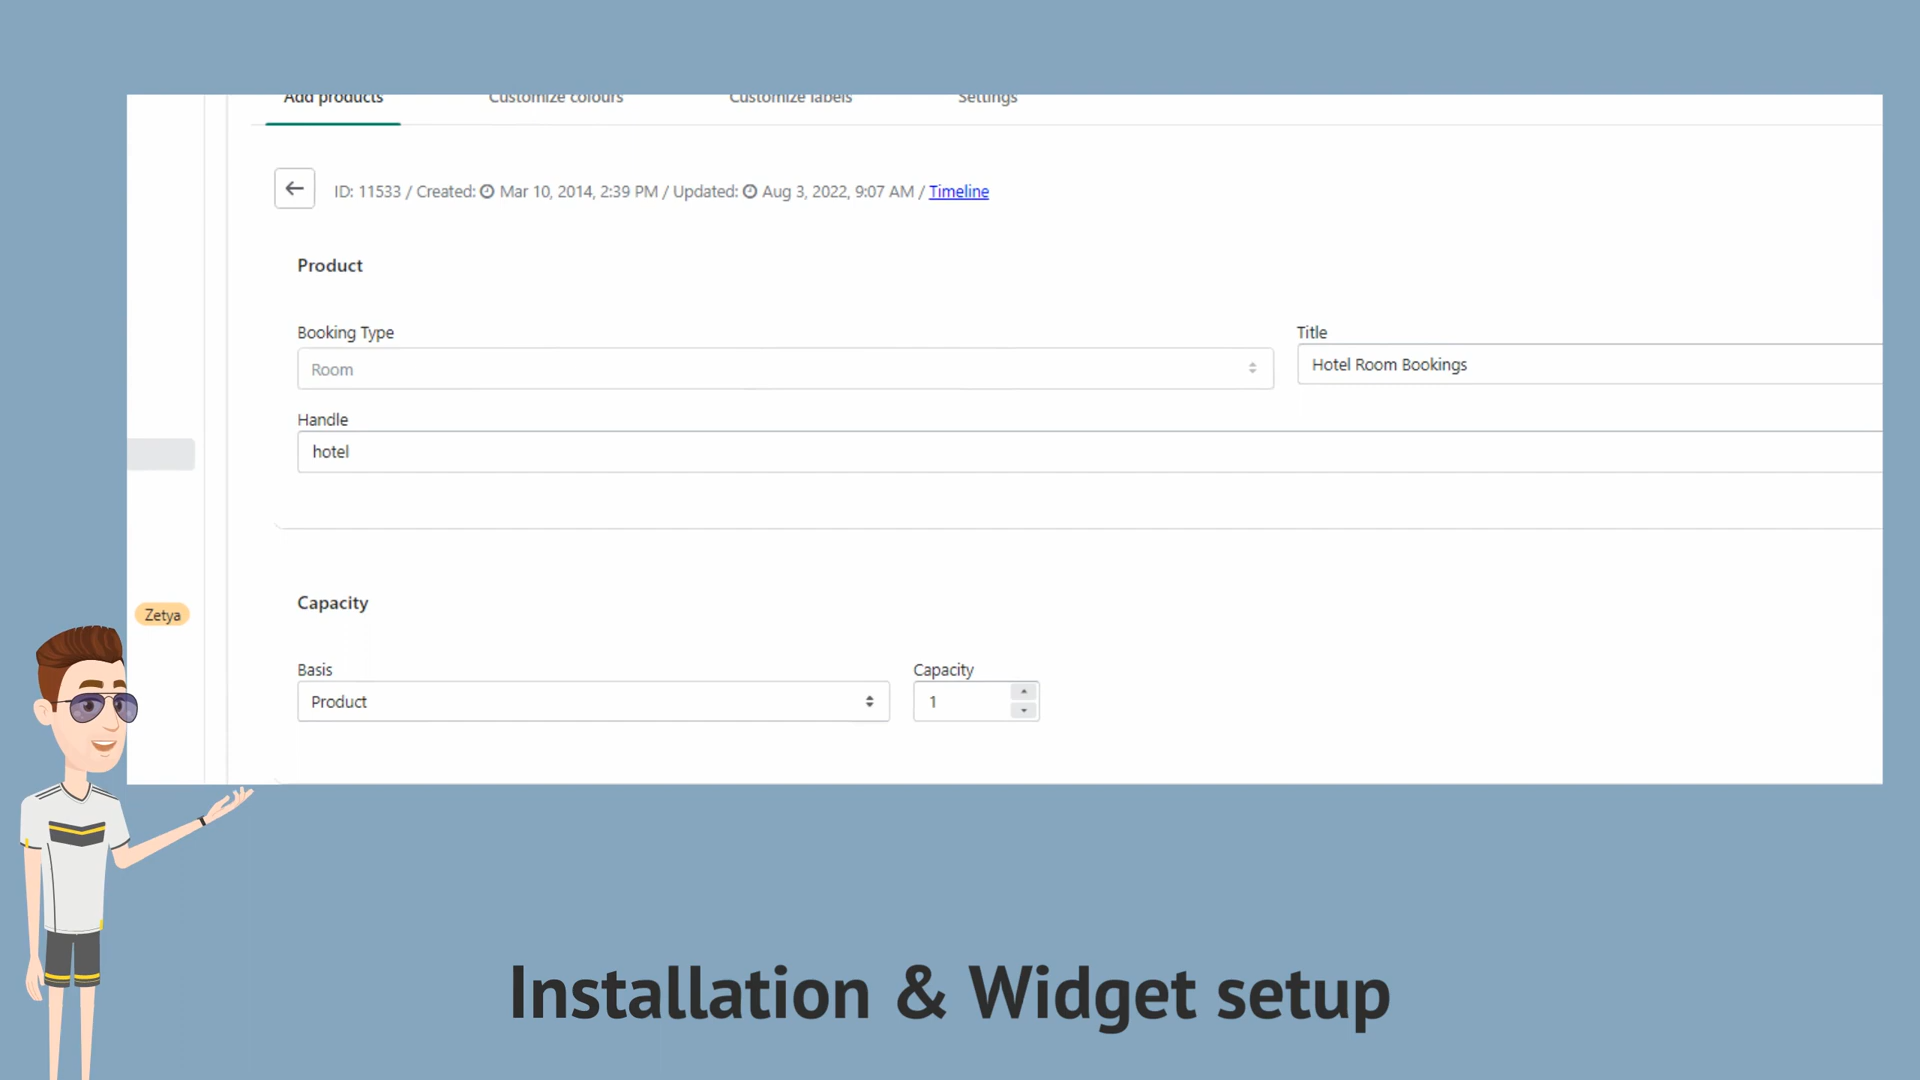 Add products Customize colours Customize labels Settings
ID: 11533 / Created: Mar 10, 2014, 2:39 PM / Updated: Aug 3, 2022, 9:07 AM / Timeline
Product
Booking Type Title
Room Hotel Room Bookings
Handle
hotel
Capacity
Zetya
Basis Capacity
Product 1
Installation & Widget setup